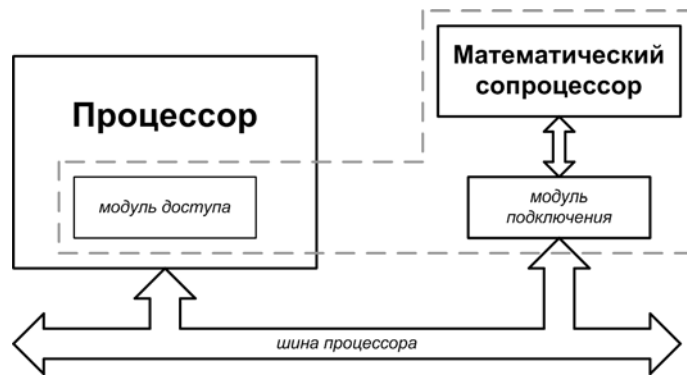 Математический
сопроцессор
Процессор
модуль доступа
модуль
подключения
шина процессора